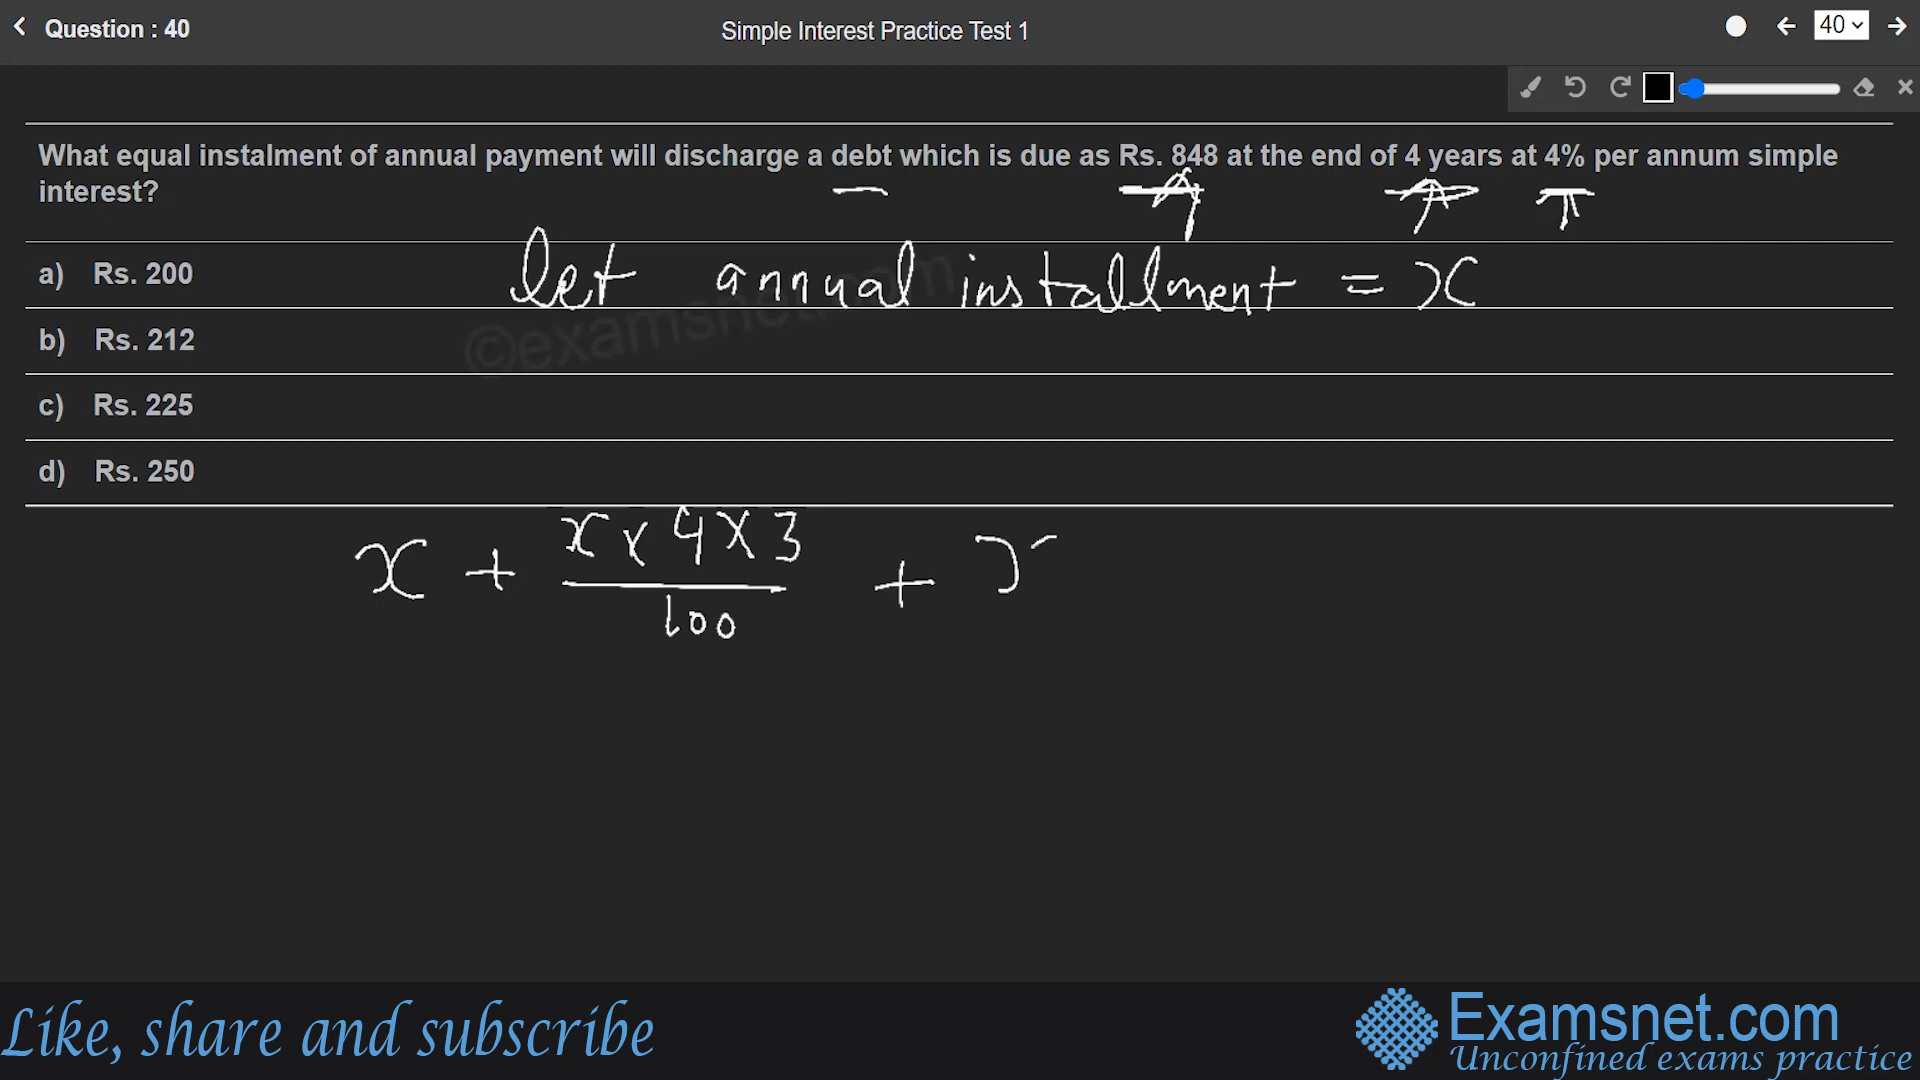 Question : 40
Simple Interest Practice Test 1
40
What equal instalment of annual payment will discharge a debt which is due as Rs. 848 at the end of 4 years at 4% per annum simple
interest?
let annual installment = x
a) Rs. 200
b) Rs. 212
©examsnet.com
c) Rs. 225
d) Rs. 250
x + x x 4 x 3 +
100
Like, share and subscribe
Examsnet.com
Unconfined exams practice